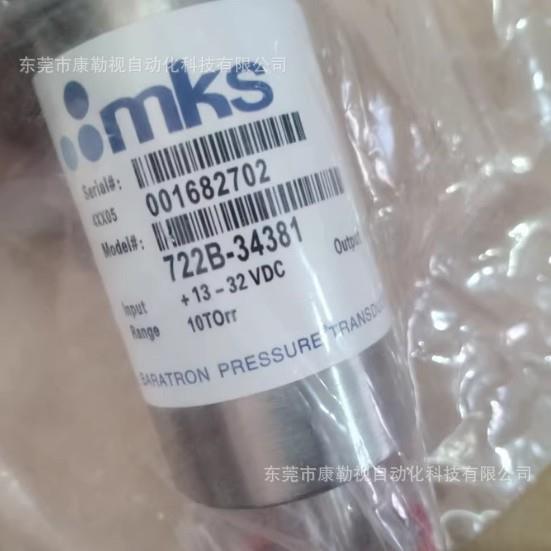 东莞市康勒视自动化科技有限公司
mks
Serial#: 001682702
XXX05
Model#: 722B-34381
Input +13-32 VDC Output
Range 10TOrr
BARATRON PRESSURE TRANSDU
东莞市康勒视自动化科技有限公司